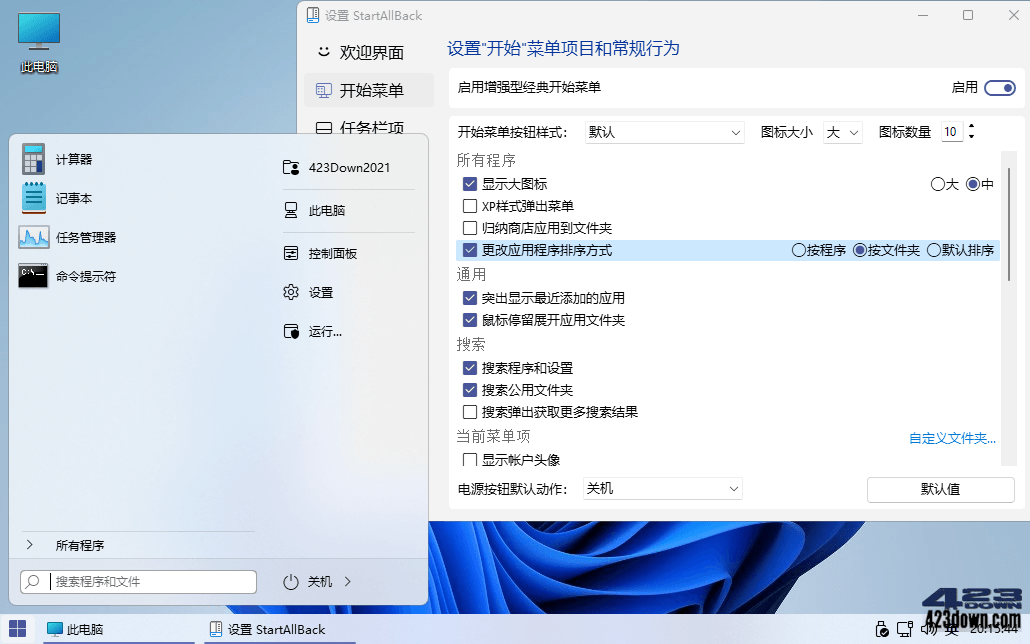 此电脑
设置 StartAllBack
欢迎界面
开始菜单
任务栏项
设置"开始"菜单项目和常规行为
启用增强型经典开始菜单
启用
开始菜单按钮样式：
默认
图标大小
大
图标数量
10
所有程序
显示大图标
大
中
XP样式弹出菜单
归纳商店应用到文件夹
更改应用程序排序方式
按程序
按文件夹
默认排序
通用
突出显示最近添加的应用
鼠标停留展开应用文件夹
搜索
搜索程序和设置
搜索公用文件夹
搜索弹出获取更多搜索结果
当前菜单项
自定义文件夹...
显示帐户头像
电源按钮默认动作：
关机
默认值
计算器
记事本
任务管理器
C:\-
命令提示符
423Down2021
此电脑
控制面板
设置
运行...
所有程序
搜索程序和文件
关机
此电脑
设置 StartAllBack
英
20:15:44
423
DOWN
423down.com